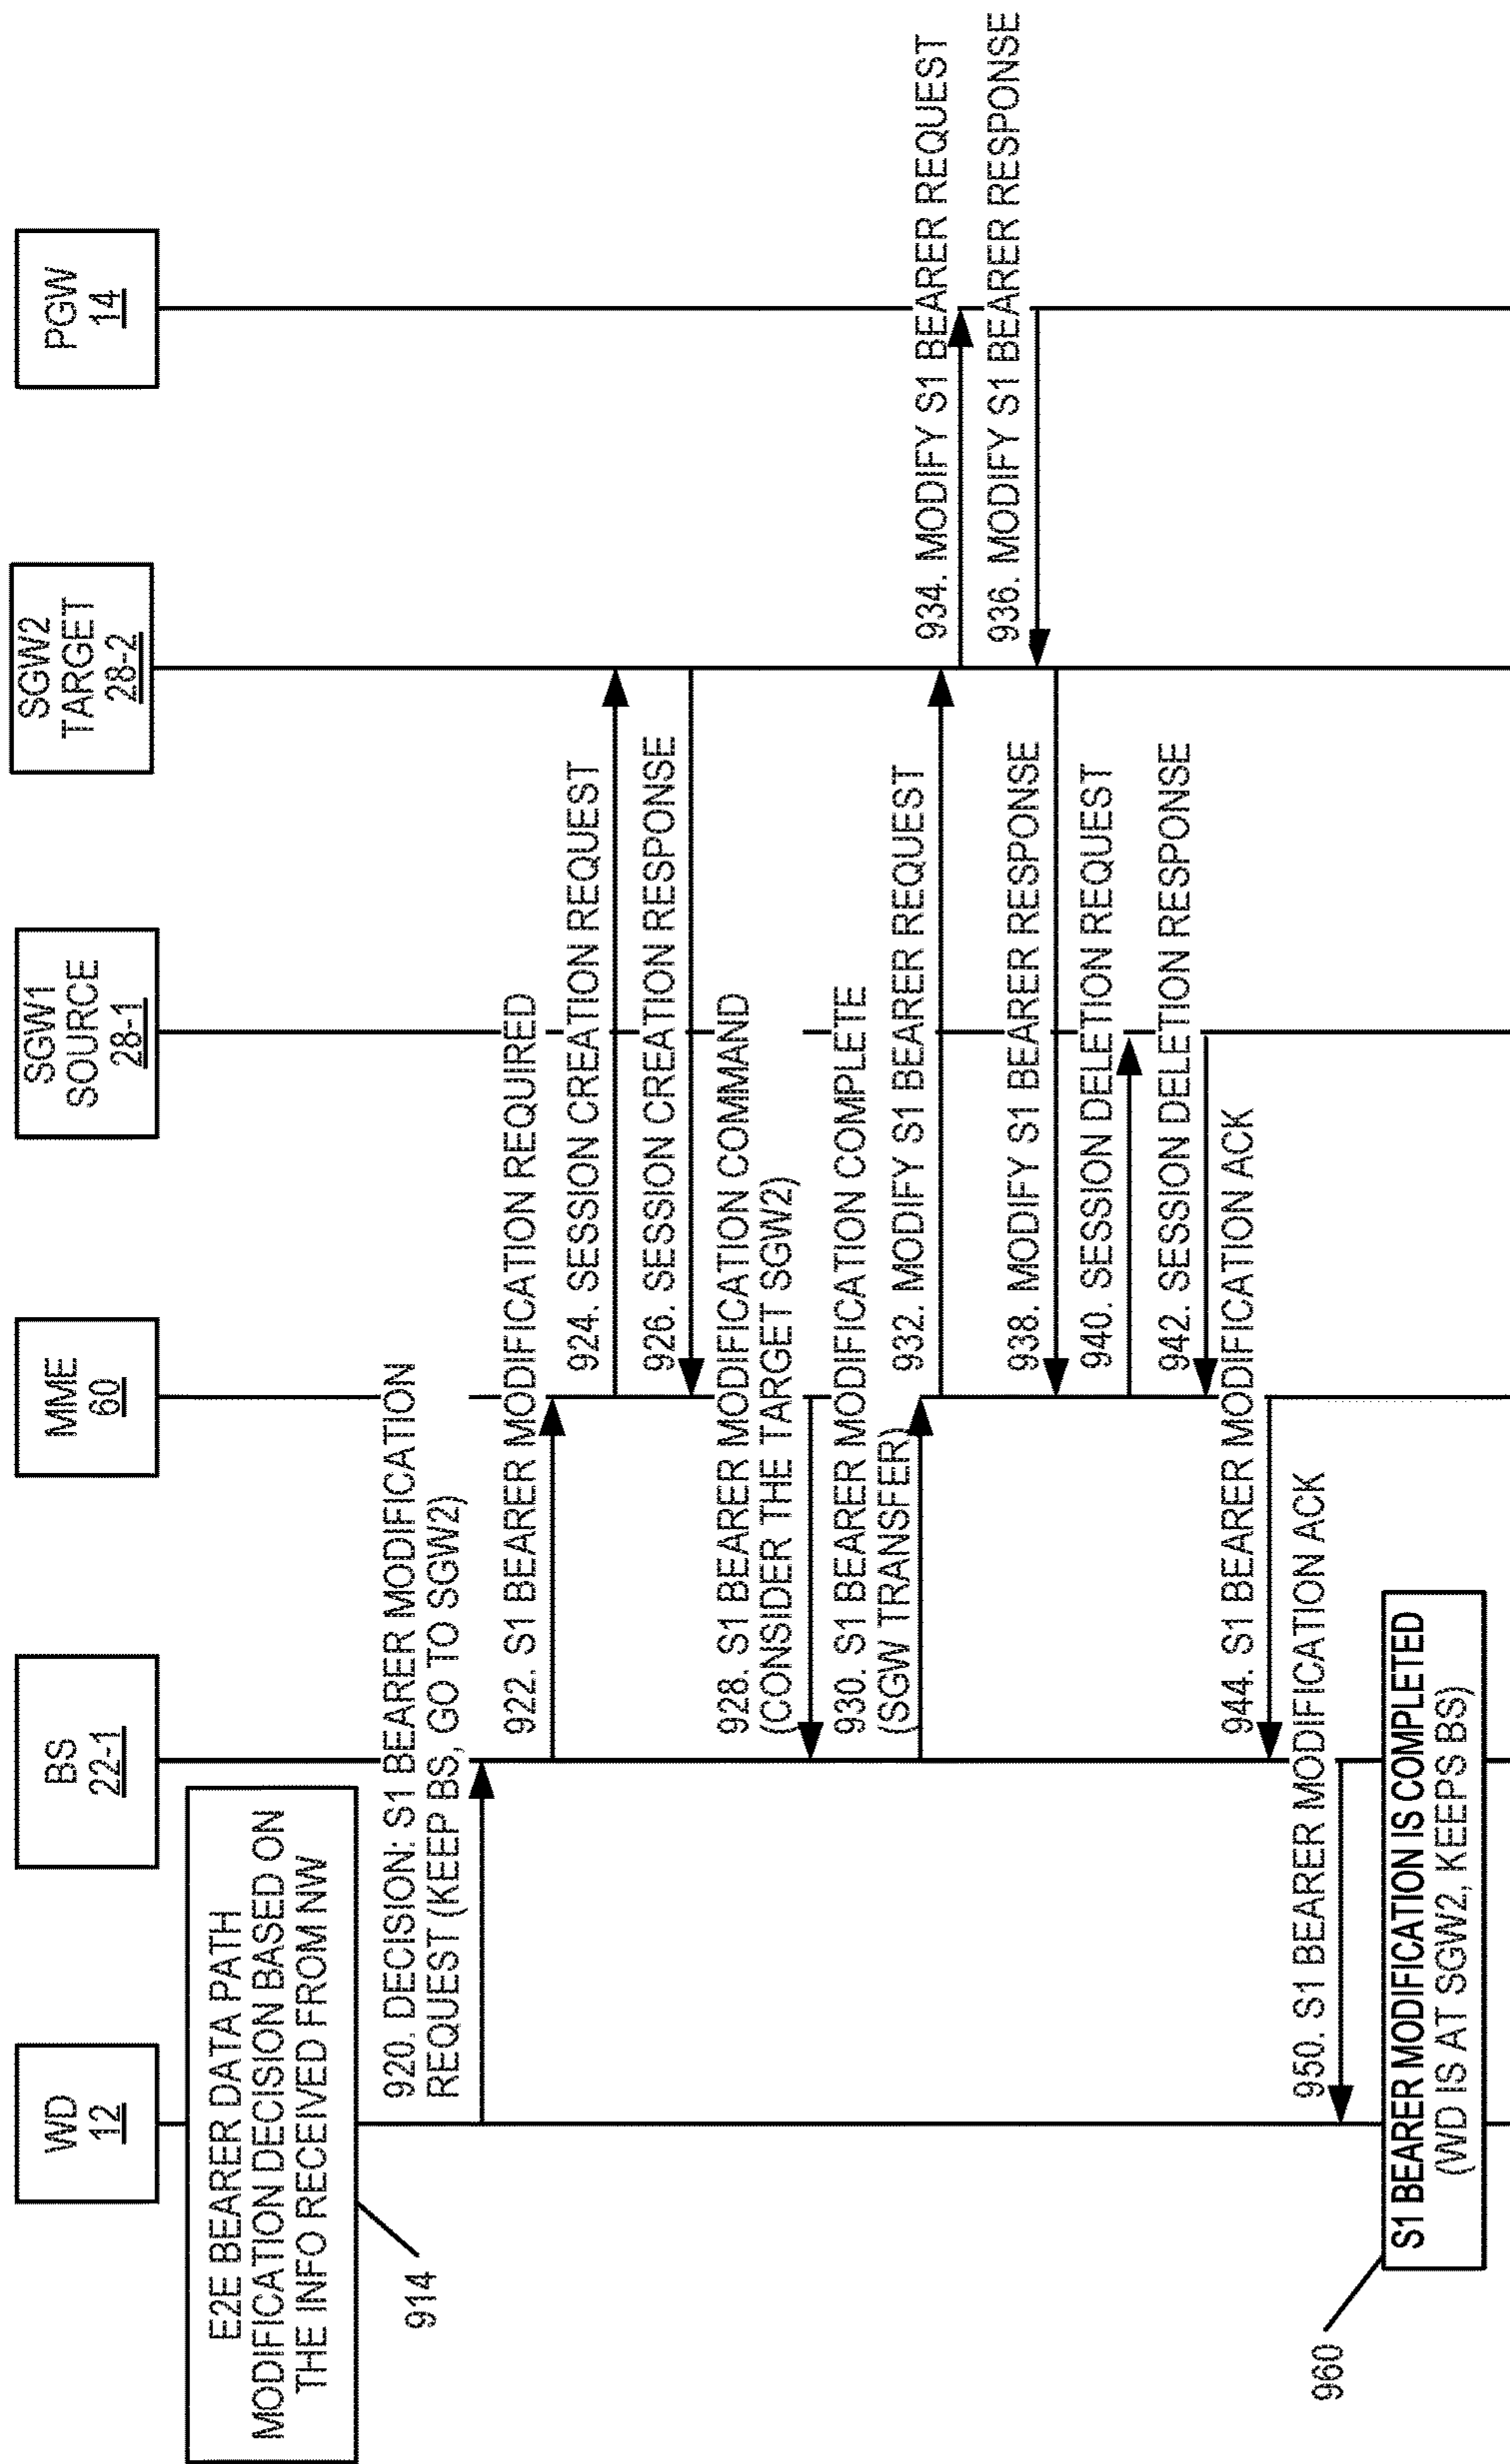 WD
12
BS
22-1
MME
60
SGW1
SOURCE
28-1
SGW2
TARGET
28-2
PGW
14
E2E BEARER DATA PATH
MODIFICATION DECISION BASED ON
THE INFO RECEIVED FROM NW
914
920. DECISION: S1 BEARER MODIFICATION
REQUEST (KEEP BS, GO TO SGW2)
922. S1 BEARER MODIFICATION REQUIRED
924. SESSION CREATION REQUEST
926. SESSION CREATION RESPONSE
928. S1 BEARER MODIFICATION COMMAND
(CONSIDER THE TARGET SGW2)
930. S1 BEARER MODIFICATION COMPLETE
(SGW TRANSFER)
932. MODIFY S1 BEARER REQUEST
934. MODIFY S1 BEARER REQUEST
936. MODIFY S1 BEARER RESPONSE
938. MODIFY S1 BEARER RESPONSE
940. SESSION DELETION REQUEST
942. SESSION DELETION RESPONSE
944. S1 BEARER MODIFICATION ACK
950. S1 BEARER MODIFICATION ACK
S1 BEARER MODIFICATION IS COMPLETED
(WD IS AT SGW2, KEEPS BS)
960